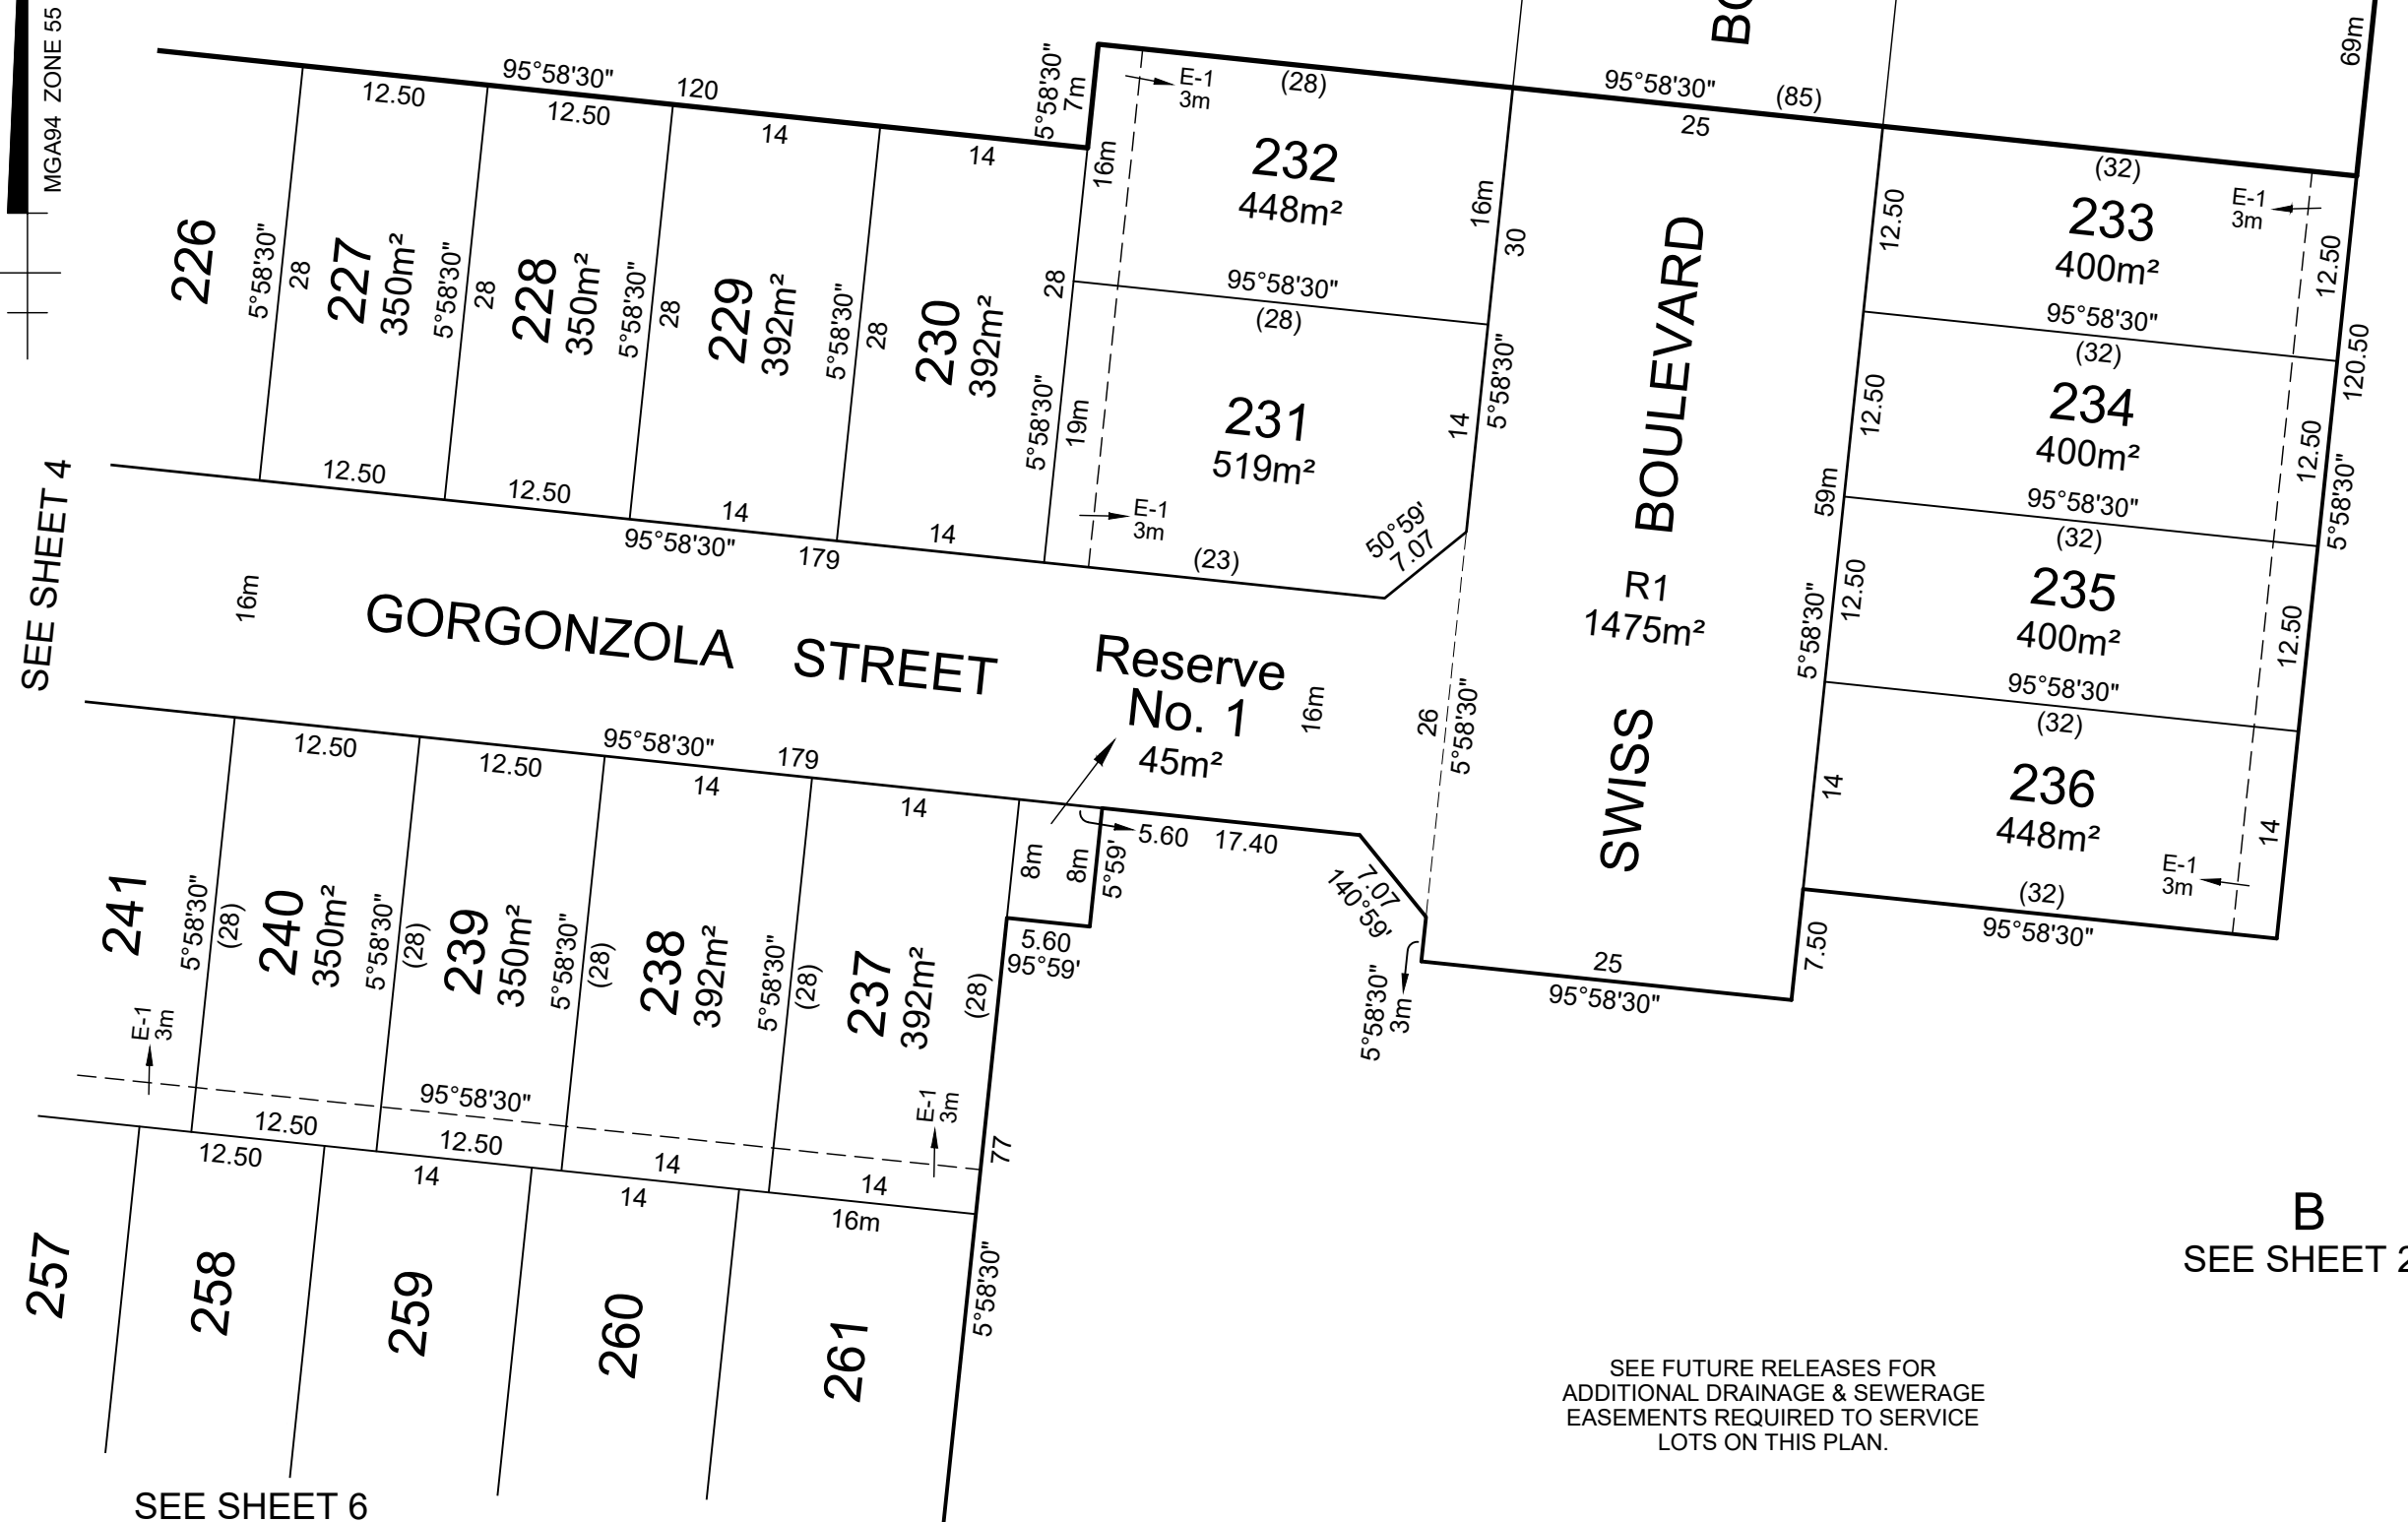 MGA94 ZONE 55
BO
69m
95°58'30" 120
12.50
12.50
14
14
5°58'30"
7m
E-1
3m
(28)
95°58'30" (85)
25
(32)
E-1
3m
226
5°58'30"
28
227
350m²
5°58'30"
28
228
350m²
5°58'30"
28
229
392m²
5°58'30"
28
230
392m²
5°58'30"
28
16m
19m
232
448m²
16m
30
95°58'30"
(28)
231
519m²
14
5°58'30"
E-1
3m
(23)
50°59'
7.07
12.50
12.50
14
14
95°58'30" 179
SEE SHEET 4
16m
GORGONZOLA STREET
Reserve
No. 1
45m²
16m
26
5°58'30"
SWISS BOULEVARD
R1
1475m²
12.50
233
400m²
12.50
95°58'30"
(32)
120.50
12.50
234
400m²
12.50
59m
95°58'30"
(32)
5°58'30"
5°58'30"
12.50
235
400m²
12.50
95°58'30"
(32)
14
236
448m²
14
E-1
3m
(32)
95°58'30"
7.50
12.50
12.50
95°58'30" 179
14
14
5.60 17.40
8m
8m
5°59'
5.60
95°59'
7.07
140°59'
5°58'30"
3m
25
95°58'30"
241
5°58'30"
(28)
240
350m²
5°58'30"
(28)
239
350m²
5°58'30"
(28)
238
392m²
5°58'30"
(28)
237
392m²
(28)
E-1
3m
95°58'30"
E-1
3m
12.50
12.50
14
14
77
12.50
14
14
16m
5°58'30"
257
258
259
260
261
B
SEE SHEET 2
SEE FUTURE RELEASES FOR
ADDITIONAL DRAINAGE & SEWERAGE
EASEMENTS REQUIRED TO SERVICE
LOTS ON THIS PLAN.
SEE SHEET 6